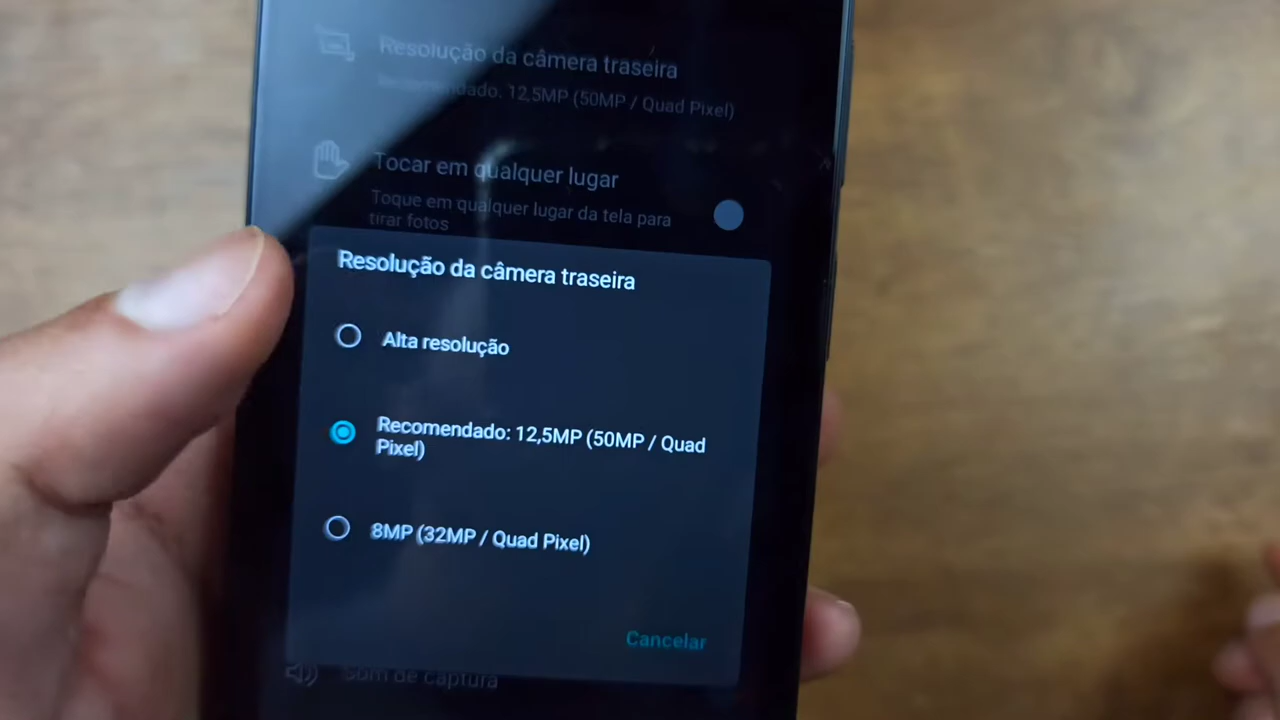 Resolução da câmera traseira
Recomendado: 12,5MP (50MP / Quad Pixel)
Tocar em qualquer lugar
Toque em qualquer lugar da tela para
tirar fotos
Resolução da câmera traseira
Alta resolução
Recomendado: 12,5MP (50MP / Quad
Pixel)
8MP (32MP / Quad Pixel)
Cancelar
Som de captura